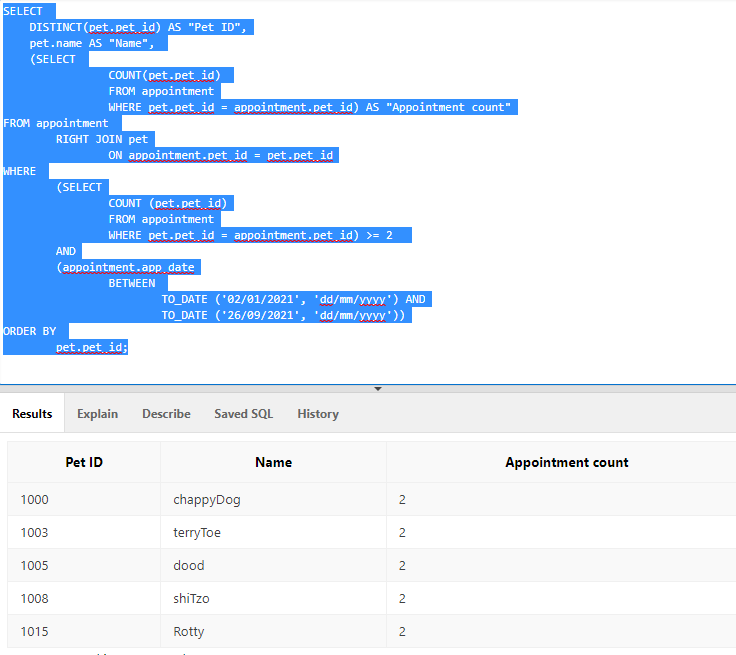 SELECT
DISTINCT(pet.pet_id) AS "Pet ID",
pet.name AS "Name",
(SELECT
COUNT(pet.pet_id)
FROM appointment
WHERE pet.pet_id = appointment.pet_id) AS "Appointment count"
FROM appointment
RIGHT JOIN pet
ON appointment.pet_id = pet.pet_id
WHERE
(SELECT
COUNT (pet.pet_id)
FROM appointment
WHERE pet.pet_id = appointment.pet_id) >= 2
AND
(appointment.app_date
BETWEEN
TO_DATE ('02/01/2021', 'dd/mm/yyyy') AND
TO_DATE ('26/09/2021', 'dd/mm/yyyy'))
ORDER BY
pet.pet_id;
Results Explain Describe Saved SQL History
Pet ID Name Appointment count
1000 chappyDog 2
1003 terryToe 2
1005 dood 2
1008 shiTzo 2
1015 Rotty 2